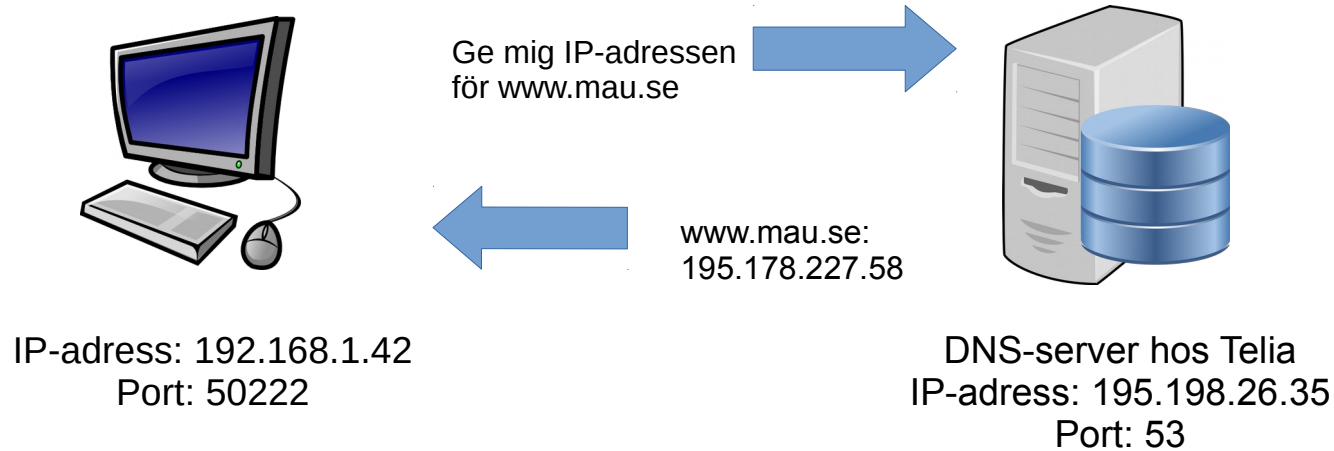 Ge mig IP-adressen
för www.mau.se
www.mau.se:
195.178.227.58
IP-adress: 192.168.1.42
Port: 50222
DNS-server hos Telia
IP-adress: 195.198.26.35
Port: 53